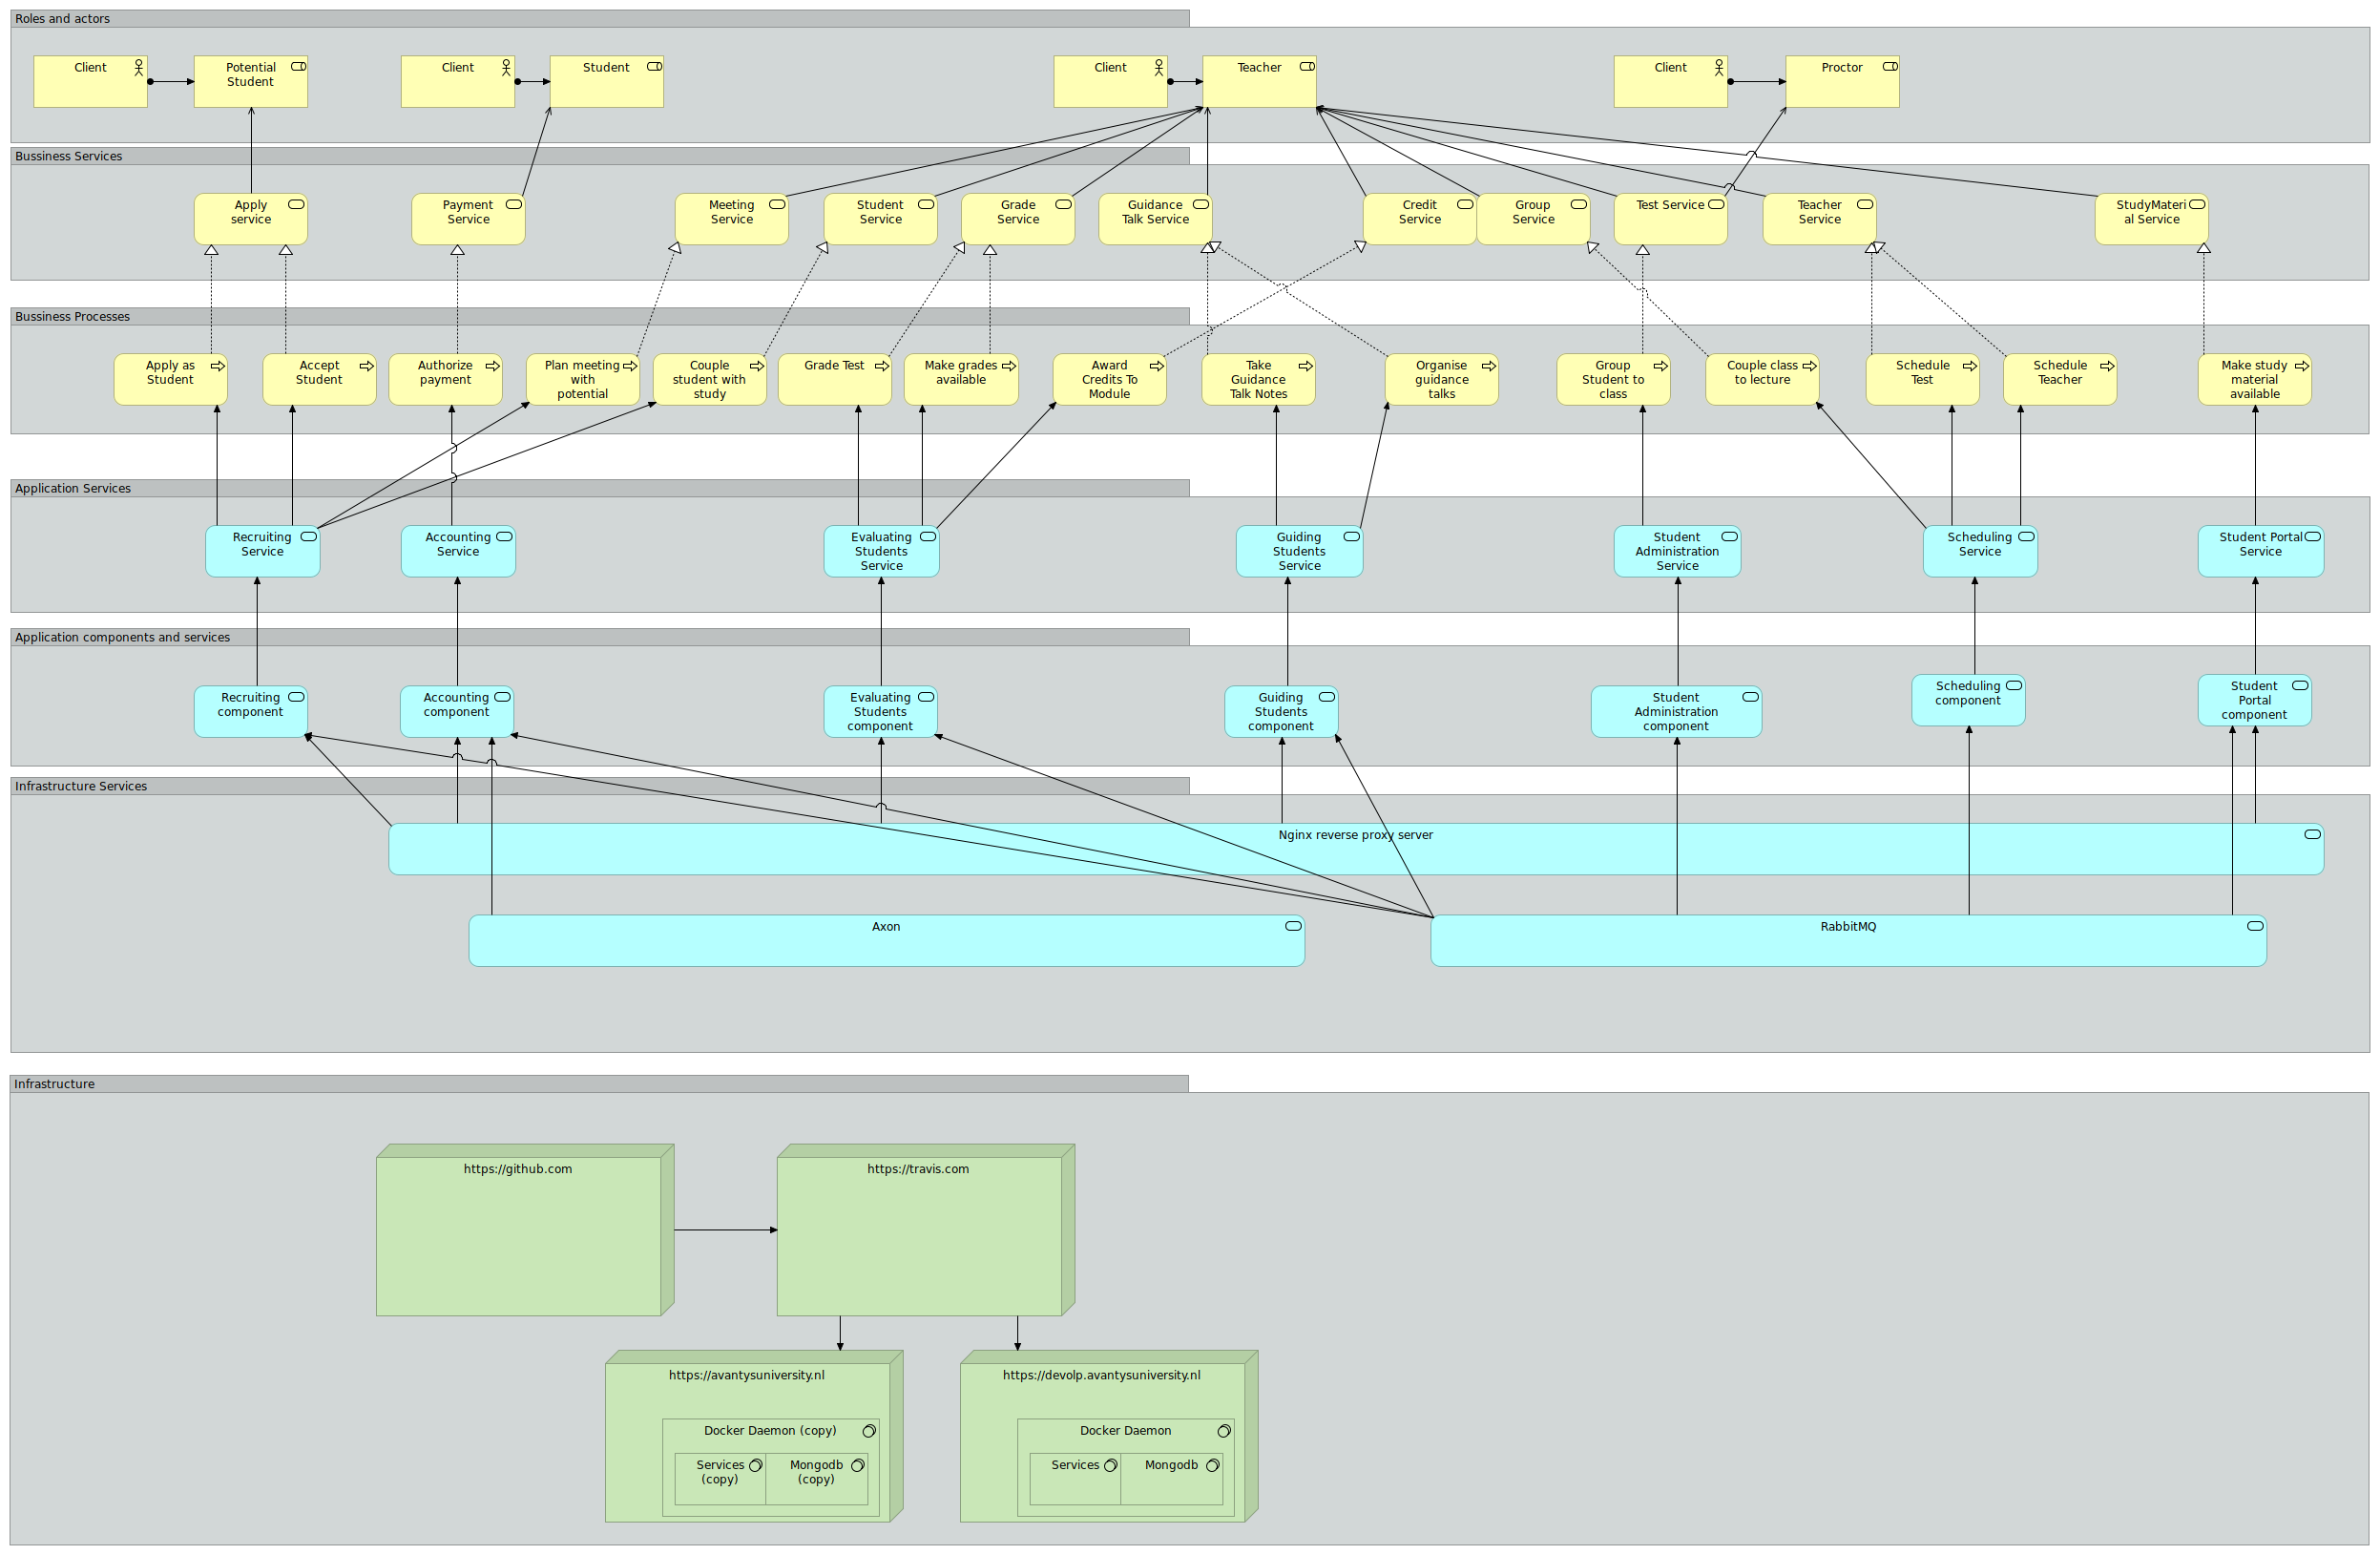 Roles and actors
Client
Potential
Student
Client
Student
Client
Teacher
Client
Proctor
Bussiness Services
Apply
service
Payment
Service
Meeting
Service
Student
Service
Grade
Service
Guidance
Talk Service
Credit
Service
Group
Service
Test Service
Teacher
Service
StudyMateri
al Service
Bussiness Processes
Apply as
Student
Accept
Student
Authorize
payment
Plan meeting
with
potential
Couple
student with
study
Grade Test
Make grades
available
Award
Credits To
Module
Take
Guidance
Talk Notes
Organise
guidance
talks
Group
Student to
class
Couple class
to lecture
Schedule
Test
Schedule
Teacher
Make study
material
available
Application Services
Recruiting
Service
Accounting
Service
Evaluating
Students
Service
Guiding
Students
Service
Student
Administration
Service
Scheduling
Service
Student Portal
Service
Application components and services
Recruiting
component
Accounting
component
Evaluating
Students
component
Guiding
Students
component
Student
Administration
component
Scheduling
component
Student
Portal
component
Infrastructure Services
Nginx reverse proxy server
Axon
RabbitMQ
Infrastructure
https://github.com
https://travis.com
https://avantysuniversity.nl
Docker Daemon (copy)
Services
(copy)
Mongodb
(copy)
https://devolp.avantysuniversity.nl
Docker Daemon
Services
Mongodb